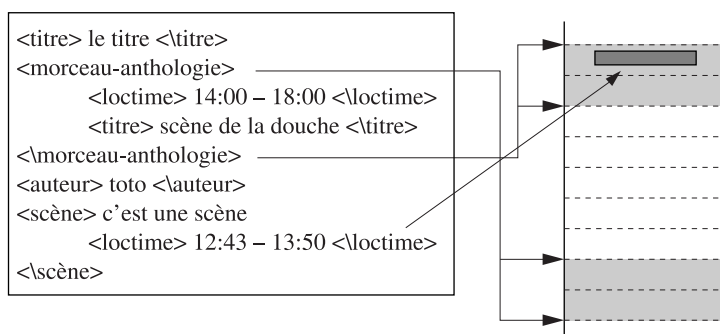 <titre> le titre <\titre>
<morceau-anthologie>
<loctime> 14:00 – 18:00 <\loctime>
<titre> scène de la douche <\titre>
<\morceau-anthologie>
<auteur> toto <\auteur>
<scène> c’est une scène
<loctime> 12:43 – 13:50 <\loctime>
<\scène>